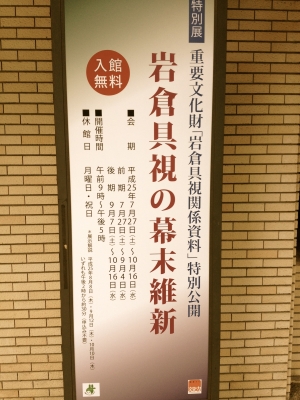 特別展
重要文化財「岩倉具視関係資料」特別公開
岩倉具視の幕末維新
入館
無料
■会　期　平成25年7月27日(土)〜10月16日(水)
前　期　7月27日(土)〜9月4日(水)
後　期　9月7日(土)〜10月16日(水)
■開催時間　午前9時〜午後5時
■休 館 日　月曜日・祝日